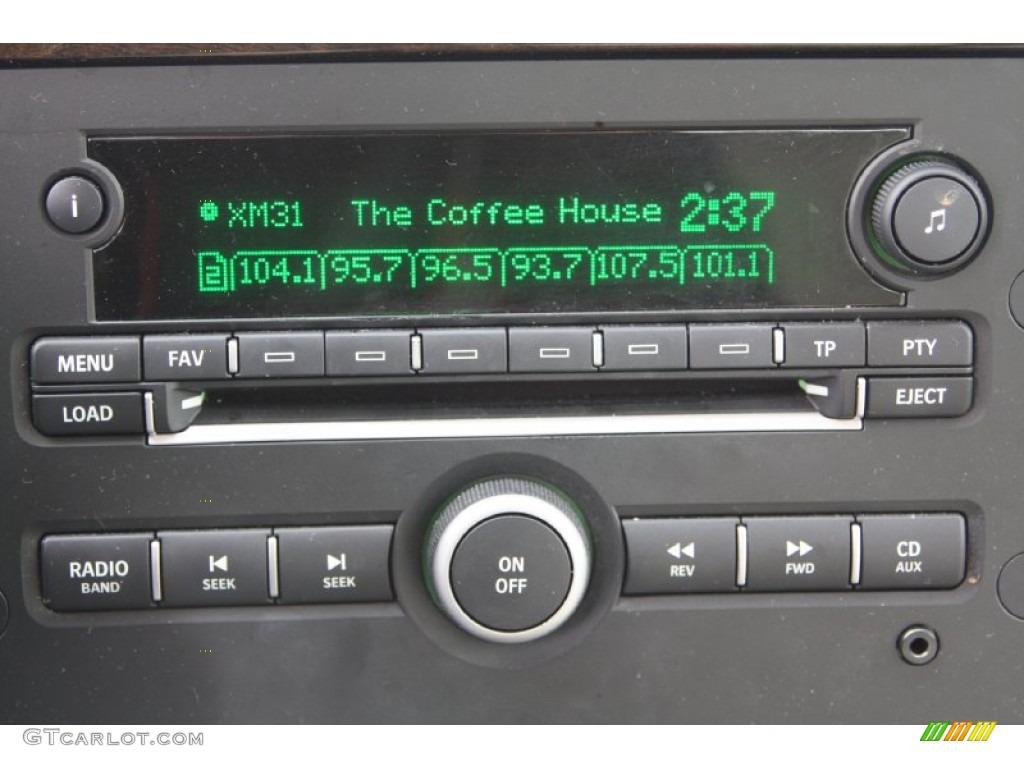 i
XM31 The Coffee House 2:37
2 104.1 95.7 96.5 93.7 107.5 101.1
MENU FAV TP PTY
LOAD EJECT
RADIO BAND SEEK SEEK ON OFF REV FWD CD AUX
GTCARLOT.COM